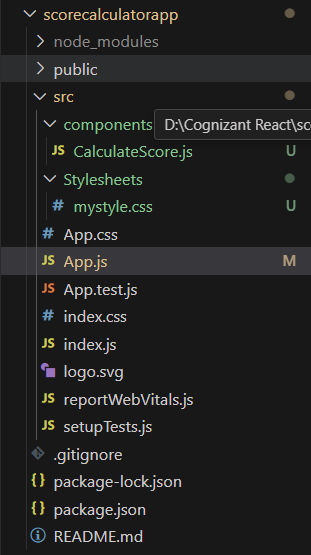 scorecalculatorapp
node_modules
public
src
components D:\Cognizant React\sc
JS CalculateScore.js U
Stylesheets
# mystyle.css U
# App.css
JS App.js M
JS App.test.js
# index.css
JS index.js
logo.svg
JS reportWebVitals.js
JS setupTests.js
.gitignore
{} package-lock.json
{} package.json
README.md